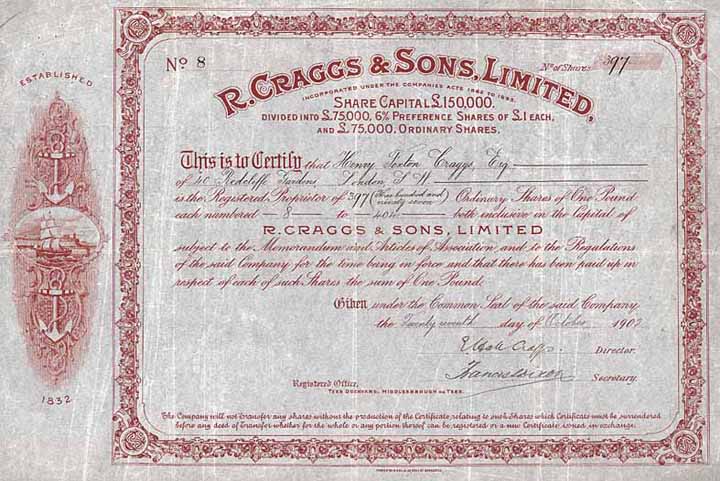 ESTABLISHED
1832
No 8
No of Shares 397
R. CRAGGS & SONS, LIMITED,
INCORPORATED UNDER THE COMPANIES ACTS 1862 TO 1893.
SHARE CAPITAL £150,000.
DIVIDED INTO £75,000, 6% PREFERENCE SHARES OF £1 EACH,
AND £75,000, ORDINARY SHARES.
This is to Certify that Henry Craggs, Esq
of 40 Redcliffe Gardens, London S W
is the Registered Proprietor of 397 (Three hundred and ninety seven) Ordinary Shares of One Pound
each numbered 8 to 404 both inclusive in the Capital of
R. CRAGGS & SONS, LIMITED
subject to the Memorandum and Articles of Association and to the Regulations
of the said Company for the time being in force and that there has been paid up in
respect of each of such Shares the sum of One Pound.
Given under the Common Seal of the said Company
the Twenty seventh day of October 1902
Craggs. Director.
Secretary.
Registered Office,
TEES DOCKYARD, MIDDLESBROUGH ON TEES.
The Company will not Transfer any shares without the production of the Certificate relating to such Shares which Certificate must be surrendered
before any deed of Transfer whether for the whole or any portion thereof can be registered or a new Certificate issued in exchange.